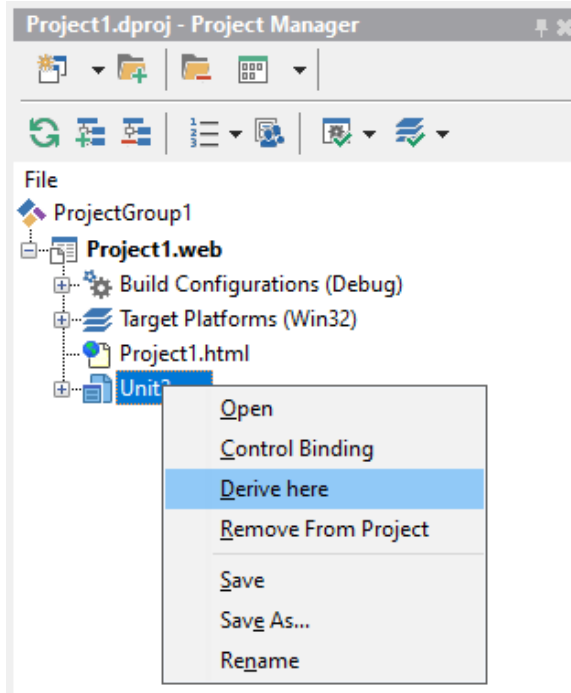 Project1.dproj - Project Manager
File
ProjectGroup1
Project1.web
Build Configurations (Debug)
Target Platforms (Win32)
Project1.html
Open
Control Binding
Derive here
Remove From Project
Save
Save As...
Rename